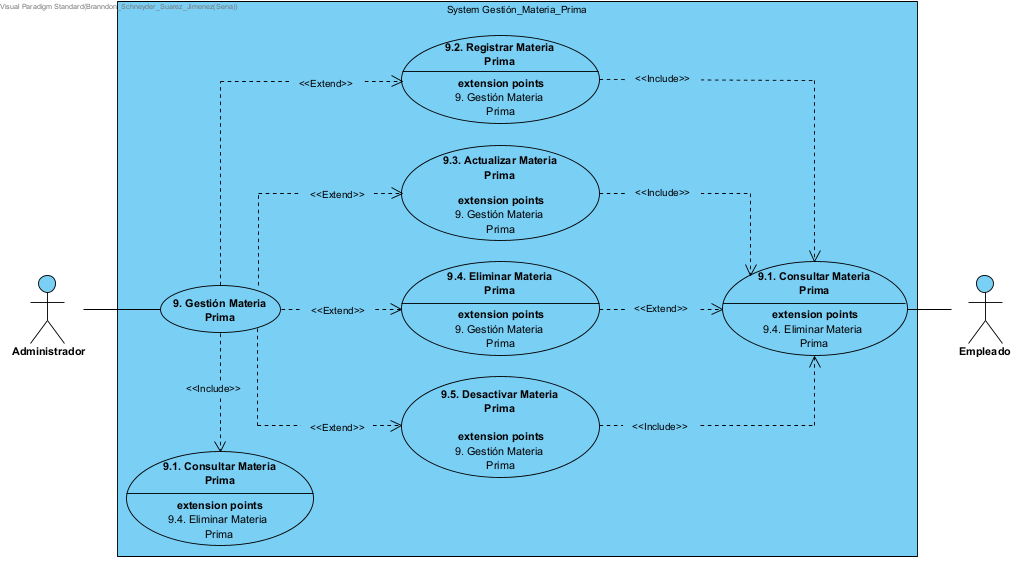 Visual Paradigm Standard(Branndon Schneyder_Suarez_Jimenez(Sena))
System Gestión_Materia_Prima
9.2. Registrar Materia
Prima
extension points
9. Gestión Materia
Prima
<<Extend>>
<<Include>>
9.3. Actualizar Materia
Prima
extension points
9. Gestión Materia
Prima
<<Extend>>
<<Include>>
9. Gestión Materia
Prima
Administrador
<<Extend>>
9.4. Eliminar Materia
Prima
extension points
9. Gestión Materia
Prima
<<Extend>>
9.1. Consultar Materia
Prima
extension points
9.4. Eliminar Materia
Prima
Empleado
<<Include>>
<<Extend>>
9.5. Desactivar Materia
Prima
extension points
9. Gestión Materia
Prima
<<Include>>
9.1. Consultar Materia
Prima
extension points
9.4. Eliminar Materia
Prima